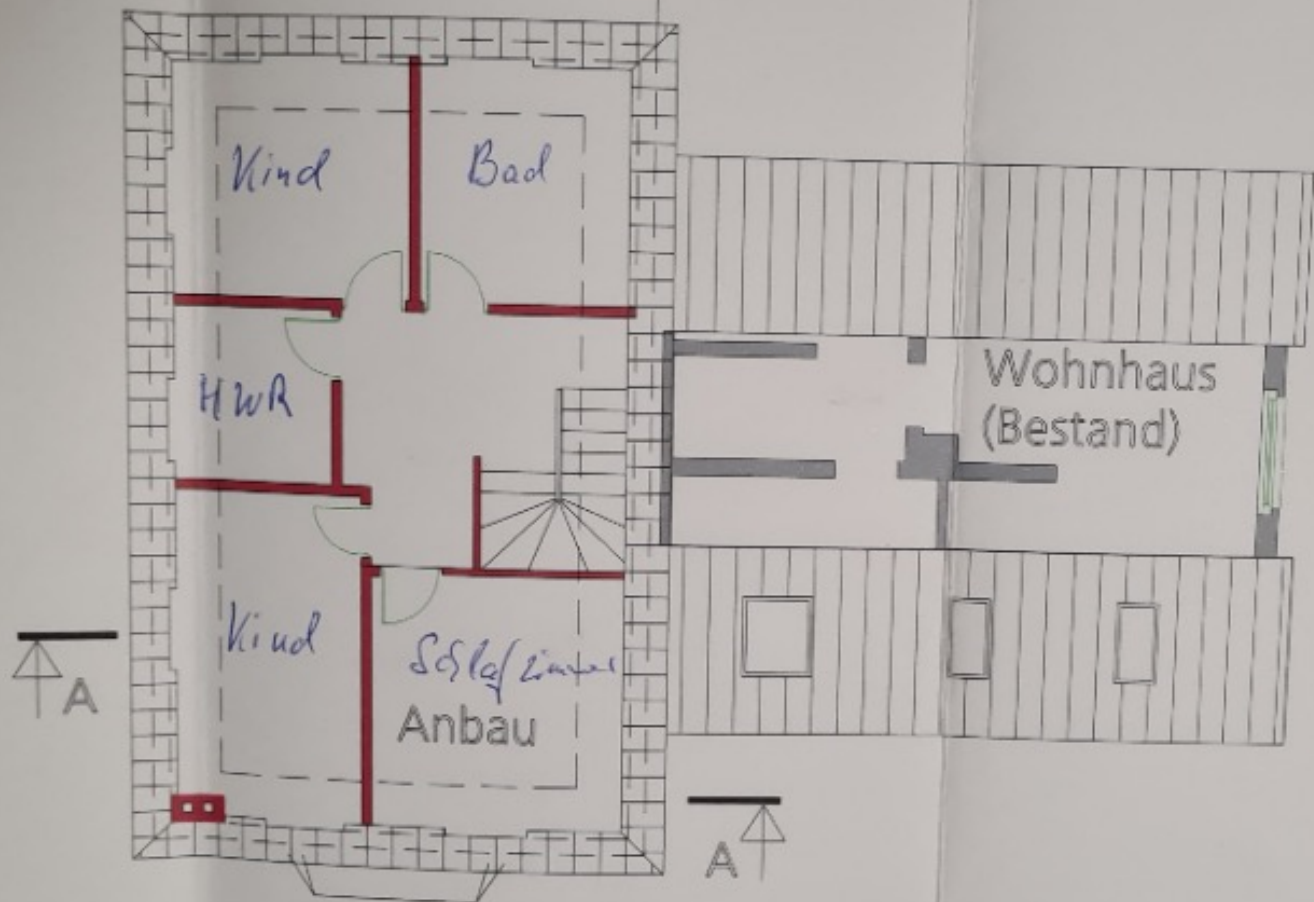 Kind
Bad
HWR
Wohnhaus
(Bestand)
Kind
Schlafzimmer
Anbau
A
A